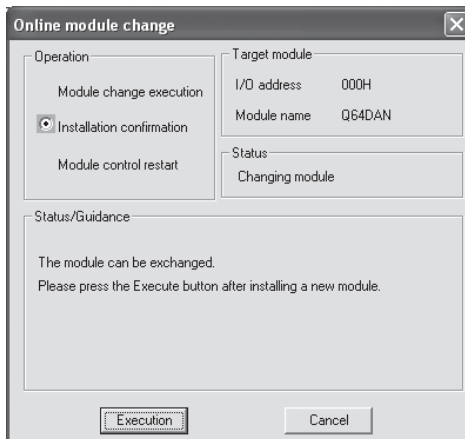 Online module change
Operation
Module change execution
Installation confirmation
Module control restart
Target module
I/O address 000H
Module name Q64DAN
Status
Changing module
Status/Guidance
The module can be exchanged.
Please press the Execute button after installing a new module.
Execution Cancel